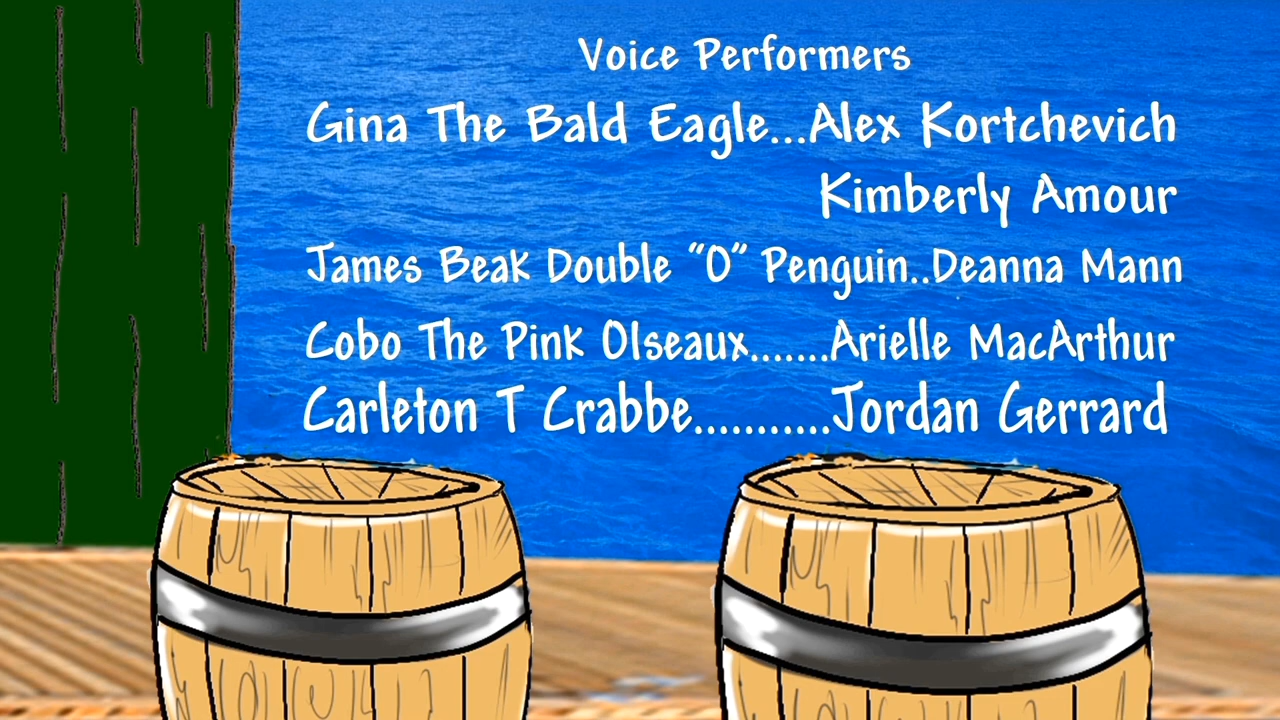 Voice Performers
Gina The Bald Eagle...Alex Kortchevich
Kimberly Amour
James Beak Double "O" Penguin..Deanna Mann
Cobo The Pink OIseaux.......Arielle MacArthur
Carleton T Crabbe...........Jordan Gerrard